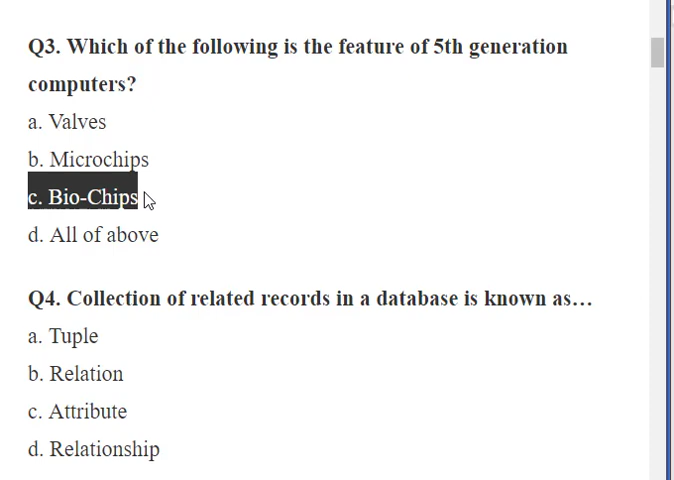 Q3. Which of the following is the feature of 5th generation
computers?
a. Valves
b. Microchips
c. Bio-Chips
d. All of above
Q4. Collection of related records in a database is known as…
a. Tuple
b. Relation
c. Attribute
d. Relationship